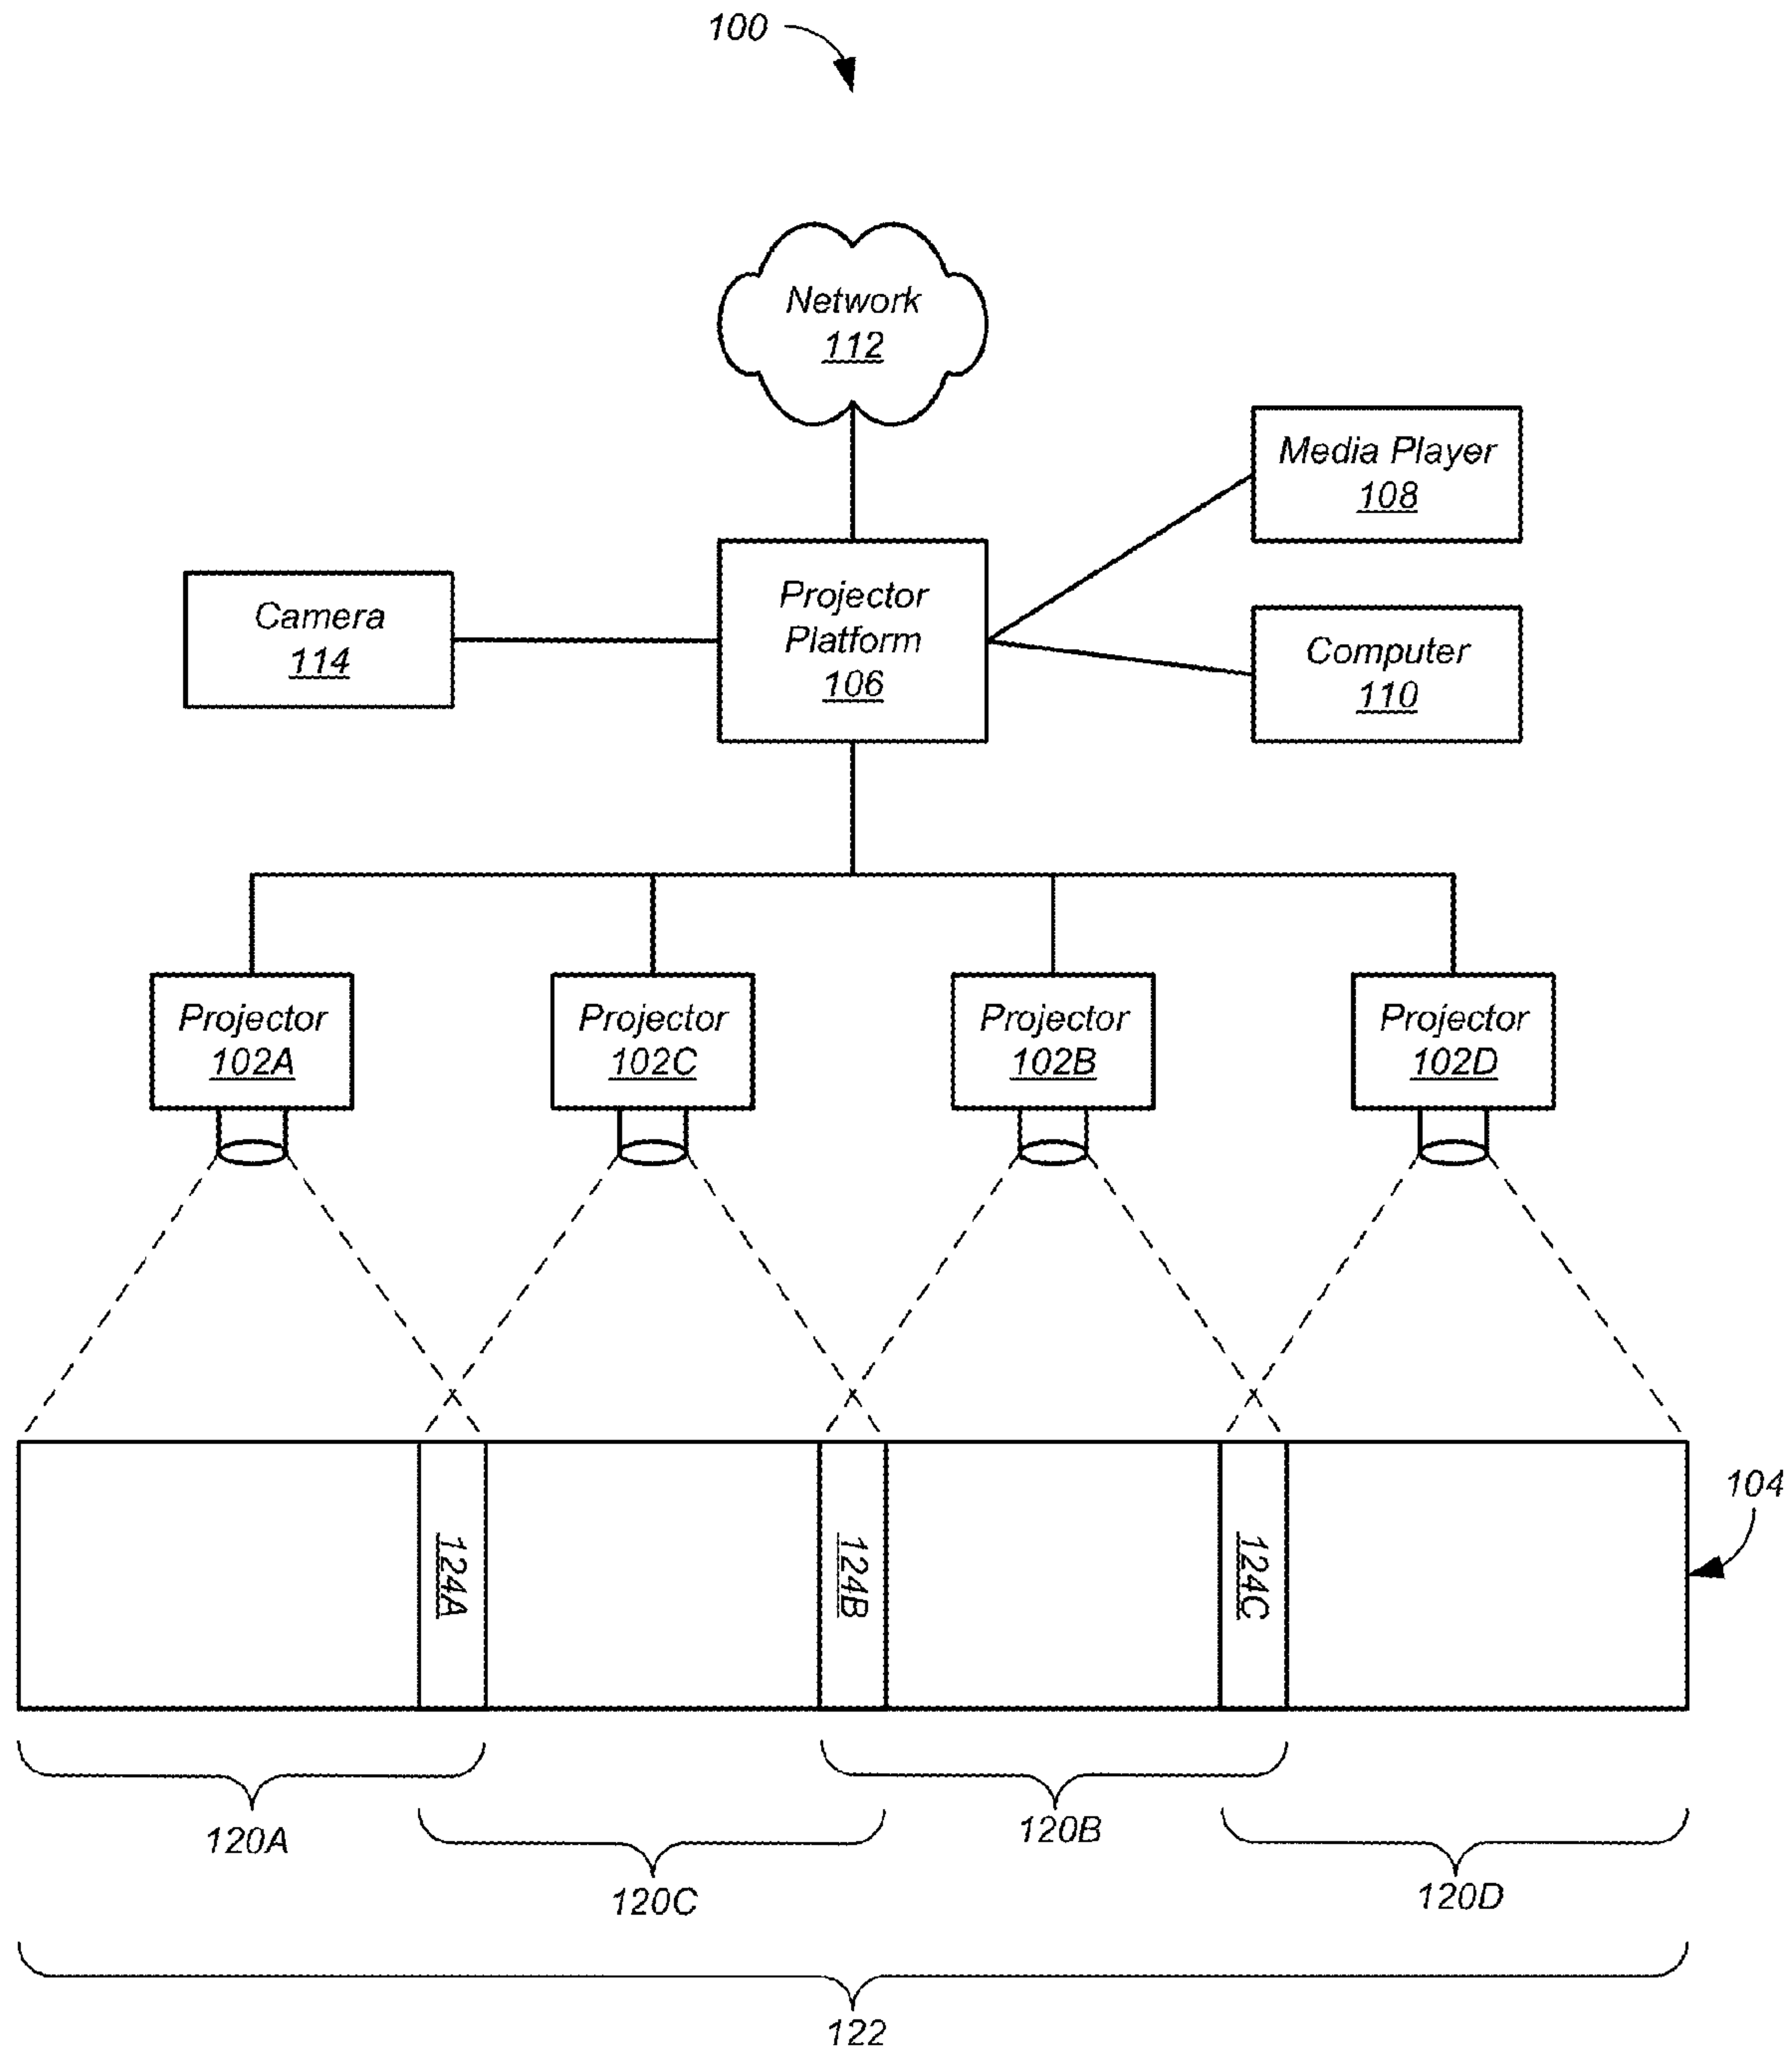 100
Network
112
Media Player
108
Camera
114
Projector
Platform
106
Computer
110
Projector
102A
Projector
102C
Projector
102B
Projector
102D
104
124A
124B
124C
120A
120C
120B
120D
122